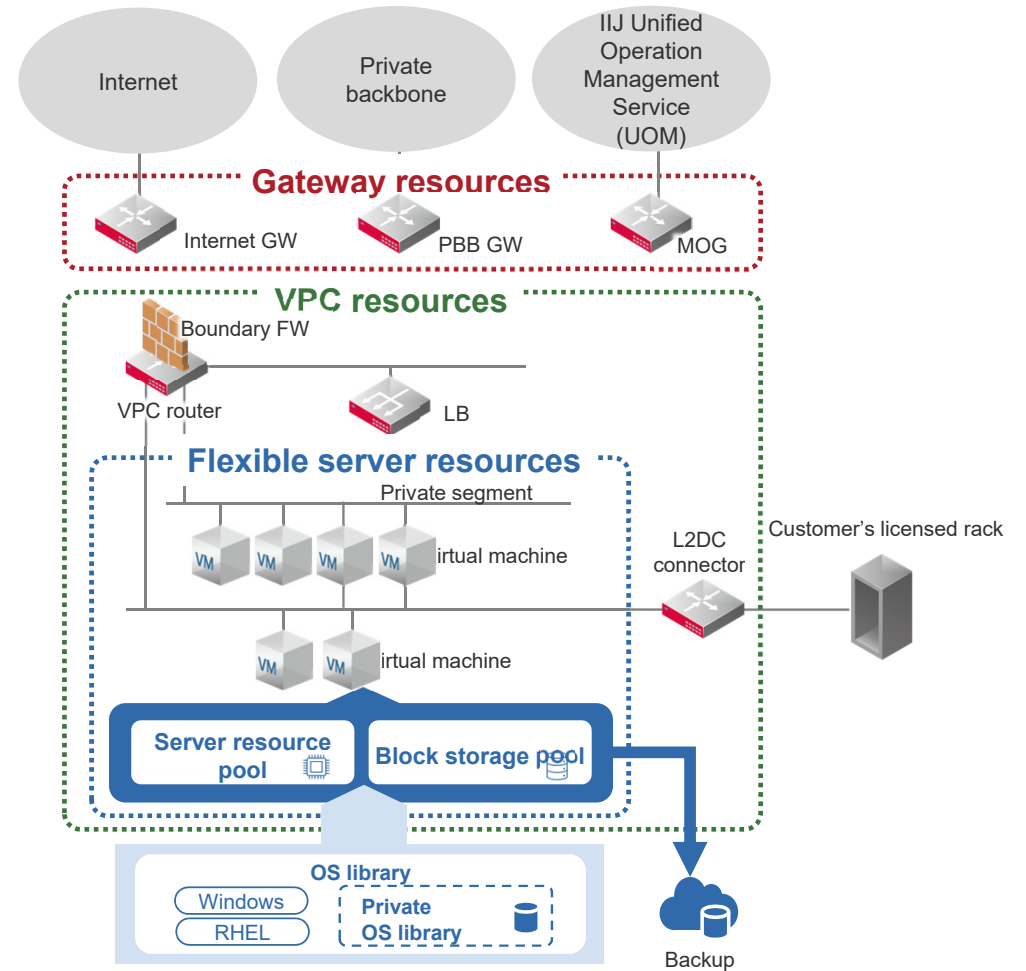 Internet
Private
backbone
IIJ Unified
Operation
Management
Service
(UOM)
Gateway resources
Internet GW
PBB GW
MOG
VPC resources
Boundary FW
VPC router
LB
Flexible server resources
Private segment
VM
VM
VM
VM
irtual machine
L2DC
connector
Customer's licensed rack
VM
VM
irtual machine
Server resource
pool
Block storage pool
OS library
Windows
RHEL
Private
OS library
Backup